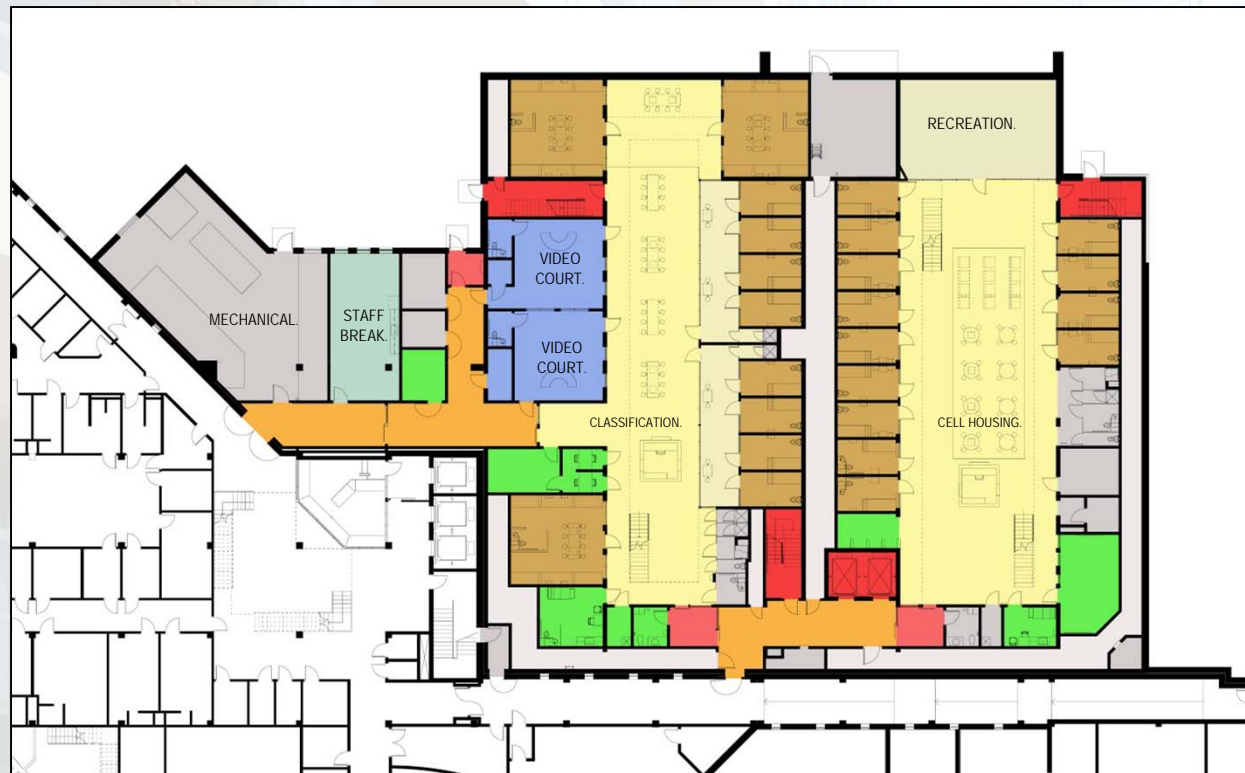 RECREATION.
VIDEO
COURT.
MECHANICAL.
STAFF
BREAK.
VIDEO
COURT.
CLASSIFICATION.
CELL HOUSING.